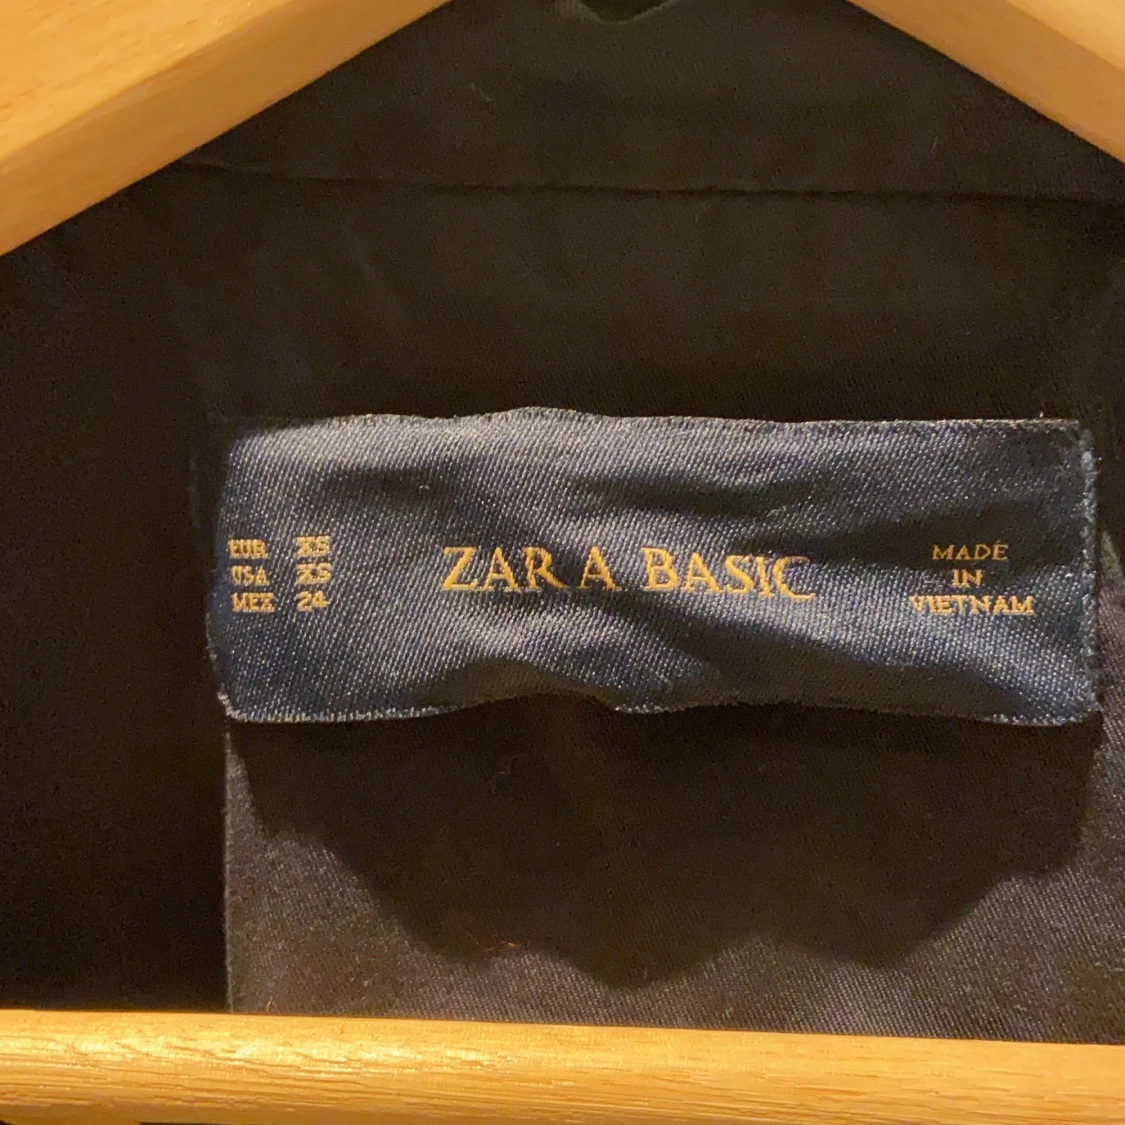 EUR XS
USA XS
MEX 24
ZARA BASIC
MADE
IN
VIETNAM